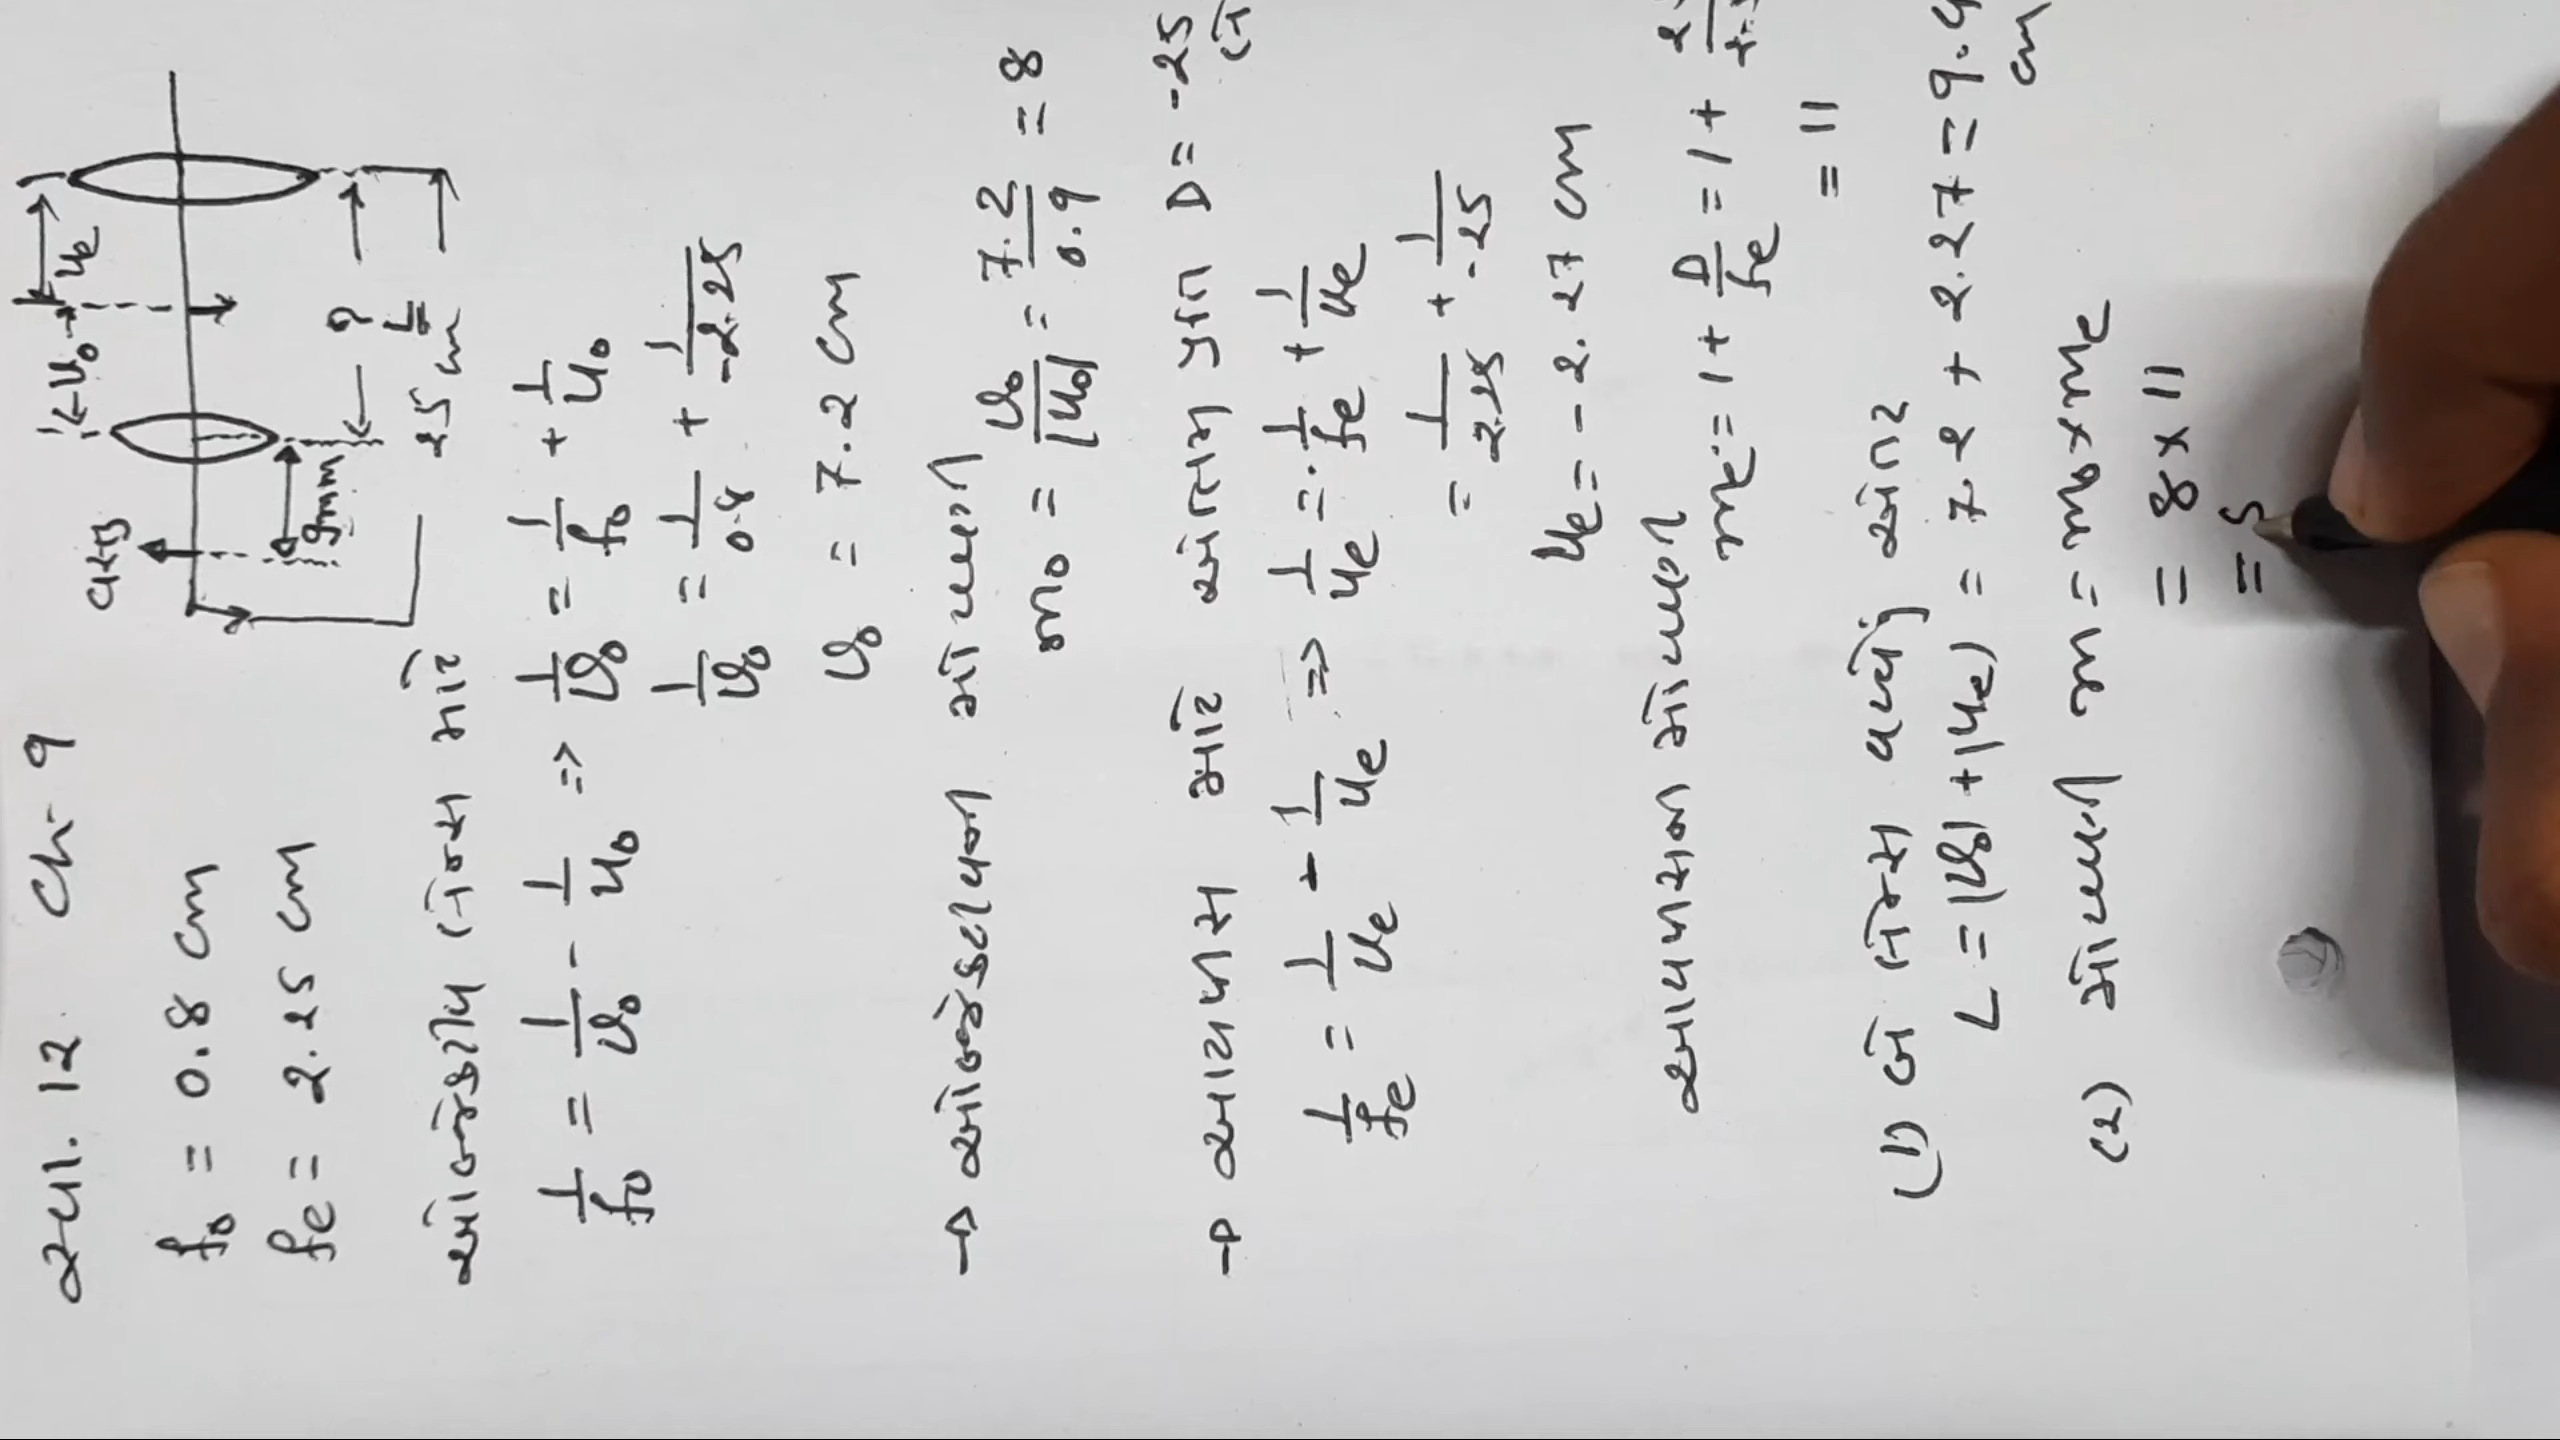 સ્વા. 12 Ch 9
f₀ = 0.8 cm
fe = 2.25 cm
વસ્તુ
← v₀ →
ue
9mm
← ? →
L
25 cm
ઓબ્જેક્ટીવ લેન્સ માટે
1/f₀ = 1/v₀ - 1/u₀ => 1/v₀ = 1/f₀ + 1/u₀
1/v₀ = 1/0.8 + 1/-2.25
v₀ = 7.2 cm
→ ઓબ્જેક્ટીવની મોટવણી
m₀ = v₀/|u₀| = 7.2/0.9 = 8
→ આયપીસ માટે અંતિમ D = -25
1/fe = 1/ve - 1/ue => 1/ue = 1/fe + 1/ve
= 1/2.25 + 1/-25
ue = -2.27 cm
આયપીસની મોટવણી
me = 1 + D/fe = 1 +
= 11
(1) બે લેન્સ વચ્ચેનું અંતર
L = |v₀| + |ue| = 7.2 + 2.27 = 9.4
cm
(2) મોટવણી m = m₀ x me
= 8 x 11
=